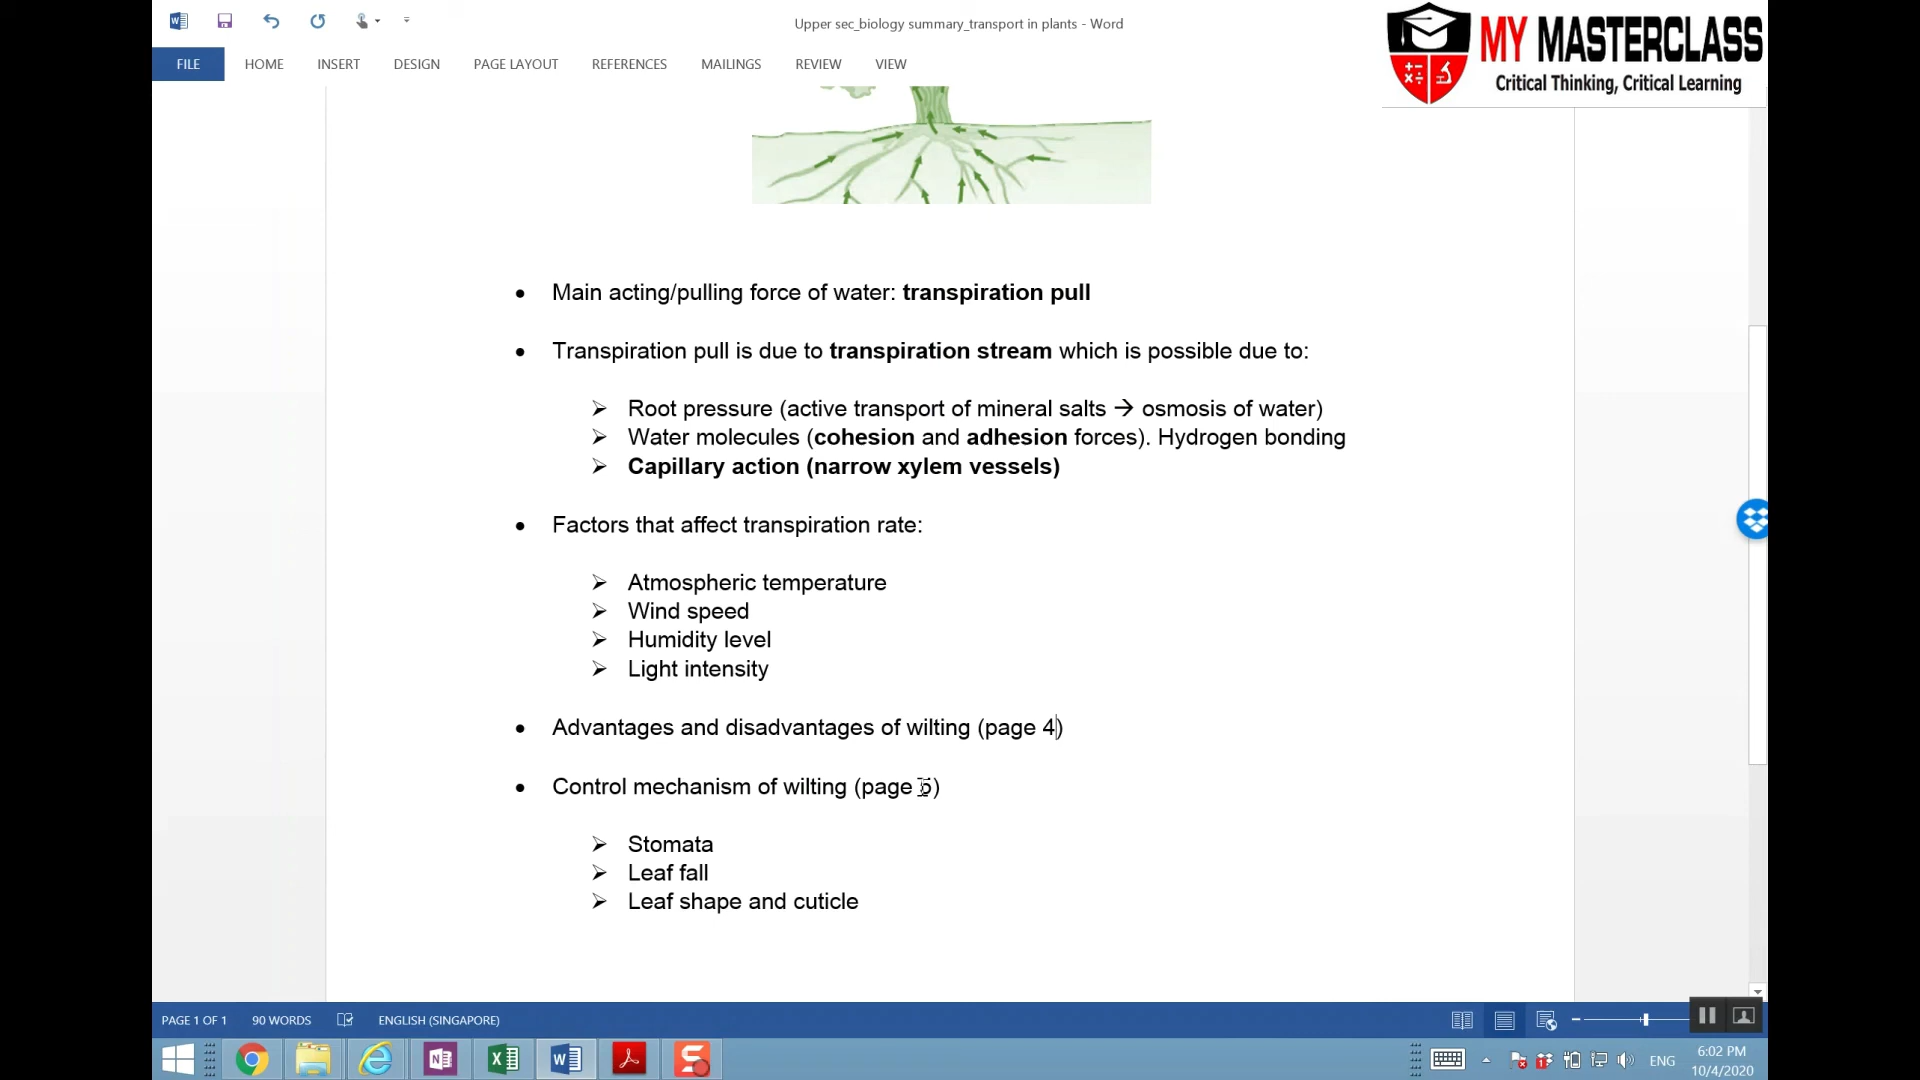 Upper sec_biology summary_transport in plants - Word
MY MASTERCLASS
Critical Thinking, Critical Learning
FILE HOME INSERT DESIGN PAGE LAYOUT REFERENCES MAILINGS REVIEW VIEW
• Main acting/pulling force of water: transpiration pull
• Transpiration pull is due to transpiration stream which is possible due to:
➢ Root pressure (active transport of mineral salts → osmosis of water)
➢ Water molecules (cohesion and adhesion forces). Hydrogen bonding
➢ Capillary action (narrow xylem vessels)
• Factors that affect transpiration rate:
➢ Atmospheric temperature
➢ Wind speed
➢ Humidity level
➢ Light intensity
• Advantages and disadvantages of wilting (page 4)
• Control mechanism of wilting (page 5)
➢ Stomata
➢ Leaf fall
➢ Leaf shape and cuticle
PAGE 1 OF 1 90 WORDS ENGLISH (SINGAPORE)
ENG
6:02 PM
10/4/2020